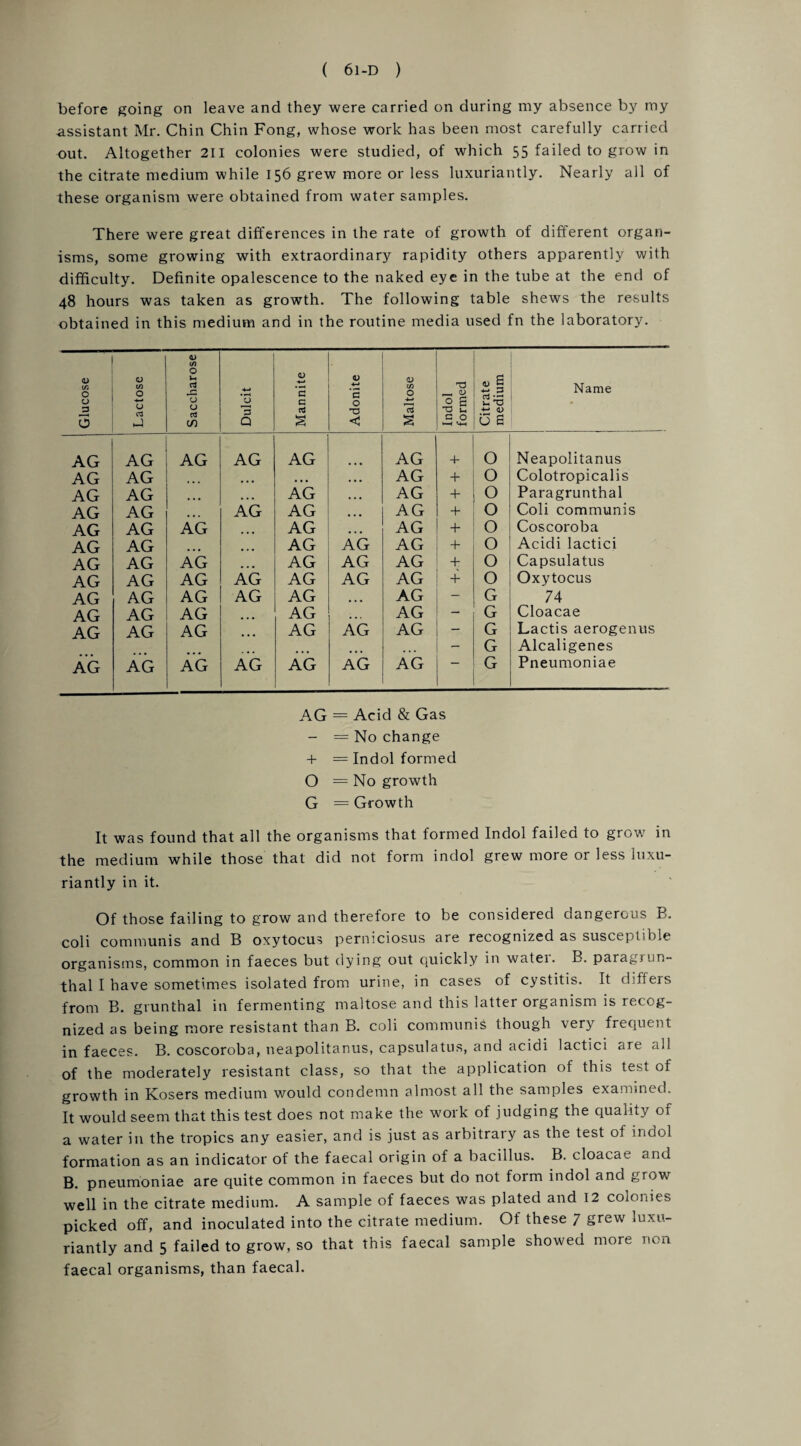 ( 61-D )
before going on leave and they were carried on during my absence by my
assistant Mr. Chin Chin Fong, whose work has been most carefully carried
out. Altogether 211 colonies were studied, of which 55 failed to grow in
the citrate medium while 156 grew more or less luxuriantly. Nearly all of
these organism were obtained from water samples.
There were great differences in the rate of growth of different organ-
isms, some growing with extraordinary rapidity others apparently with
difficulty. Definite opalescence to the naked eye in the tube at the end of
48 hours was taken as growth. The following table shews the results
obtained in this medium and in the routine media used fn the laboratory.
Glucose Lactose Saccharose Dulcit Mannite Adonite Maltose Indol formed Citrate medium Name
AG AG AG AG AG ... AG + O Neapolitanus
AG AG ... ... ... ... AG + O Colotropicalis
AG AG ... ... AG ... AG + O Paragrunthal
AG AG ... AG AG ... AG + O Coli communis
AG AG AG ... AG ... AG + O Coscoroba
AG AG ... ... AG AG AG + O Acidi lactici
AG AG AG ... AG AG AG + O Capsulatus
AG AG AG AG AG AG AG + O Oxytocus
AG AG AG AG AG ... AG - G 74
AG AG AG ... AG ... AG - G Cloacae
AG AG AG ... AG AG AG - G Lactis aerogenus
... ... ... ... ... ... ... - G Alcaligenes
AG AG AG AG AG AG AG - G Pneumoniae
AG = Acid & Gas
- = No change
+ = Indol formed
O = No growth
G = Growth
It was found that all the organisms that formed Indol failed to grow in
the medium while those that did not form indol grew more or less luxu-
riantly in it.
Of those failing to grow and therefore to be considered dangerous B.
coli communis and B oxytocus perniciosus are recognized as susceptible
organisms, common in faeces but dying out quickly in water. B. paragrun-
thal I have sometimes isolated from urine, in cases of cystitis. It differs
from B. grunthal in fermenting maltose and this latter organism is recog-
nized as being more resistant than B. coli communis though very frequent
in faeces. B. coscoroba, neapolitanus, capsulatus, and acidi lactici are all
of the moderately resistant class, so that the application of this test of
growth in Kosers medium would condemn almost all the samples examined.
It would seem that this test does not make the work of judging the quality of
a water in the tropics any easier, and is just as arbitrary as the test of indol
formation as an indicator of the faecal origin of a bacillus. B. cloacae and
B. pneumoniae are quite common in faeces but do not form indol and grow
well in the citrate medium. A sample of faeces was plated and 12 colonies
picked off, and inoculated into the citrate medium. Of these 7 grew luxu-
riantly and 5 failed to grow, so that this faecal sample showed more non
faecal organisms, than faecal.